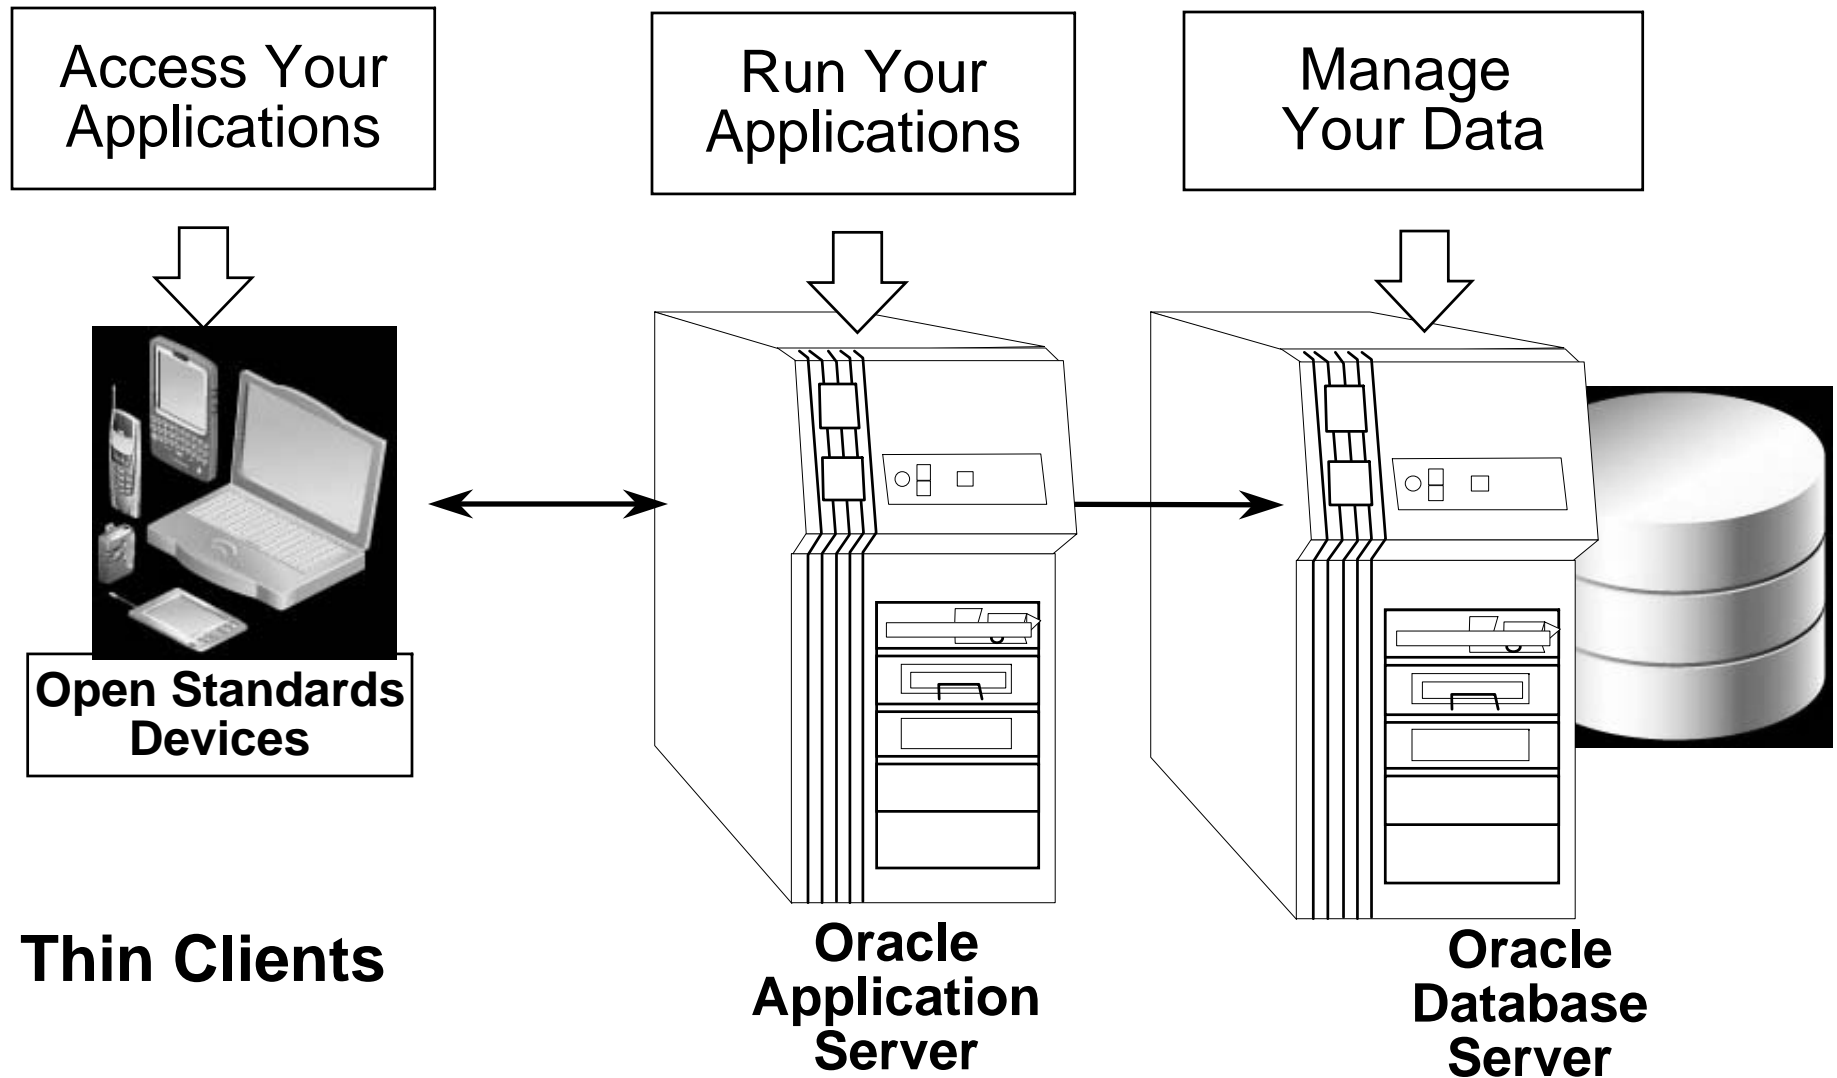 Access Your
Applications
Run Your
Applications
Manage
Your Data
Open Standards
Devices
Thin Clients
Oracle
Application
Server
Oracle
Database
Server